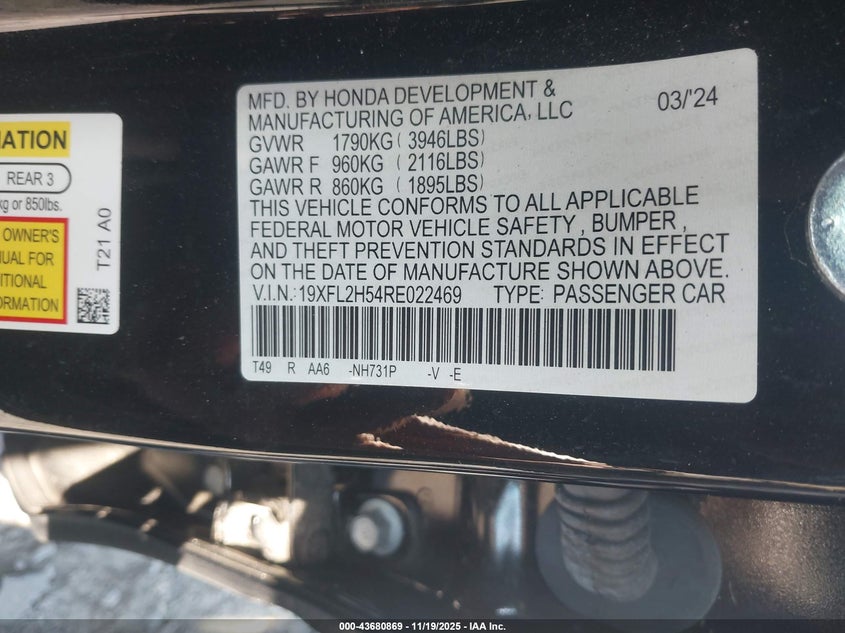 MATION
REAR 3
kg or 850lbs.
OWNER'S
NUAL FOR
DITIONAL
FORMATION
T21 A0
MFD. BY HONDA DEVELOPMENT &
MANUFACTURING OF AMERICA, LLC 03/'24
GVWR 1790KG ( 3946LBS)
GAWR F 960KG ( 2116LBS)
GAWR R 860KG ( 1895LBS)
THIS VEHICLE CONFORMS TO ALL APPLICABLE
FEDERAL MOTOR VEHICLE SAFETY , BUMPER ,
AND THEFT PREVENTION STANDARDS IN EFFECT
ON THE DATE OF MANUFACTURE SHOWN ABOVE.
V.I.N.: 19XFL2H54RE022469 TYPE: PASSENGER CAR
T49 R AA6 -NH731P -V -E
000-43680869 | 11/19/2025 | IAA Inc.